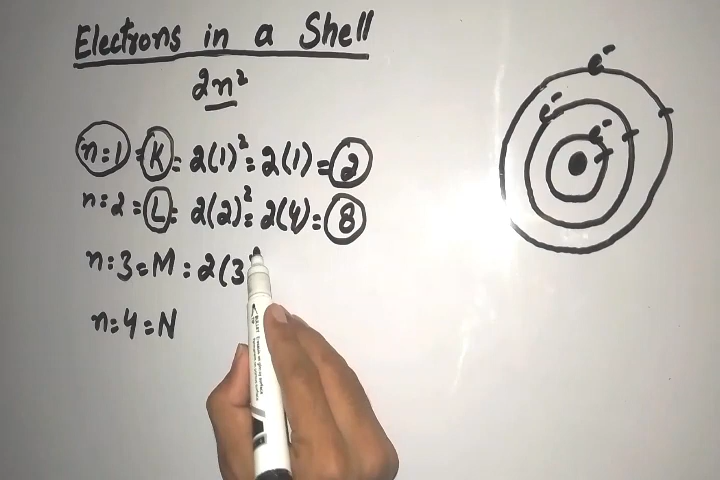 Electrons in a Shell
2n²
n=1=K=2(1)²=2(1)=2
n=2=L=2(2)²=2(4)=8
n=3=M=2(3
n=4=N
e⁻
e⁻
e⁻